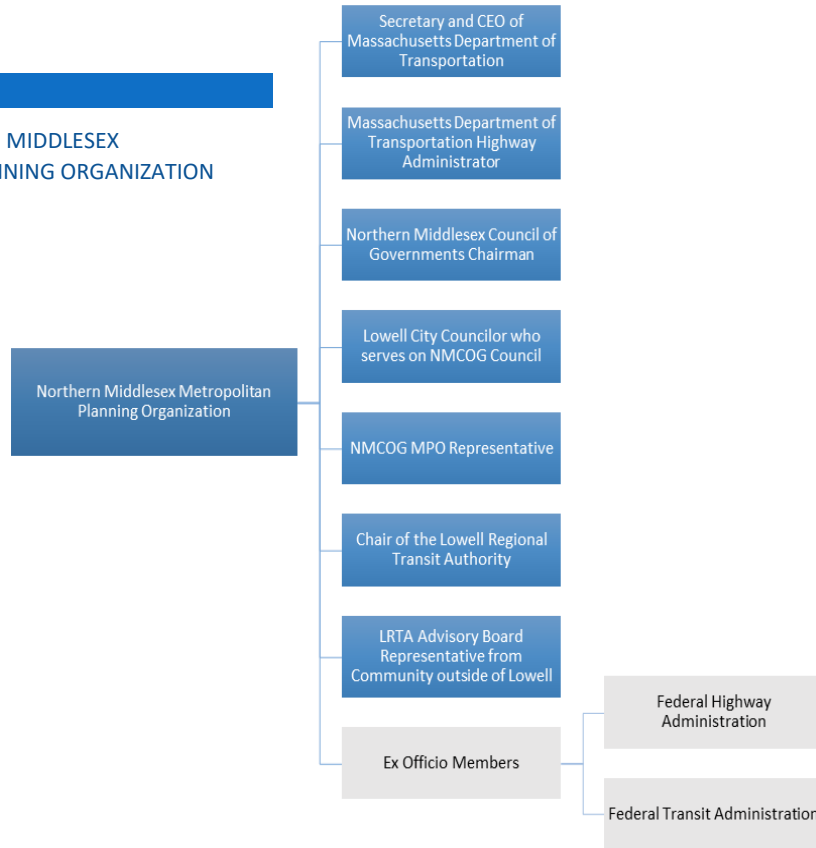 MIDDLESEX
NNING ORGANIZATION
Secretary and CEO of
Massachusetts Department of
Transportation
Massachusetts Department of
Transportation Highway
Administrator
Northern Middlesex Council of
Governments Chairman
Lowell City Councilor who
serves on NMCOG Council
Northern Middlesex Metropolitan
Planning Organization
NMCOG MPO Representative
Chair of the Lowell Regional
Transit Authority
LRTA Advisory Board
Representative from
Community outside of Lowell
Ex Officio Members
Federal Highway
Administration
Federal Transit Administration